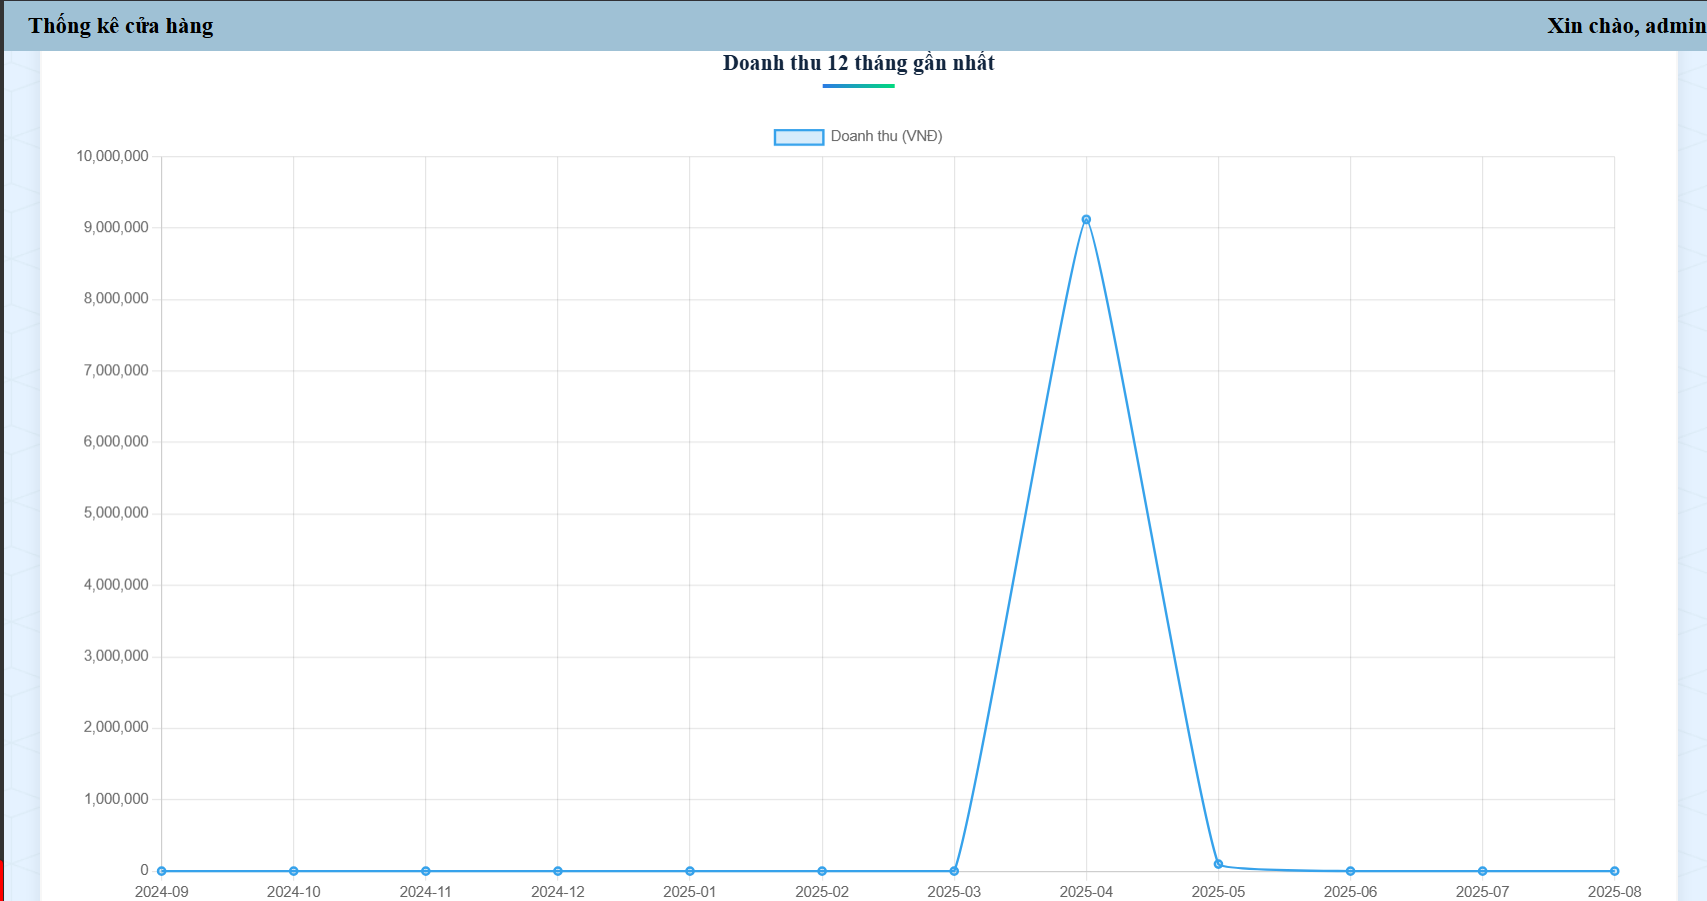 Thống kê cửa hàng
Xin chào, admin
Doanh thu 12 tháng gần nhất
Doanh thu (VNĐ)
10,000,000
9,000,000
8,000,000
7,000,000
6,000,000
5,000,000
4,000,000
3,000,000
2,000,000
1,000,000
0
2024-09 2024-10 2024-11 2024-12 2025-01 2025-02 2025-03 2025-04 2025-05 2025-06 2025-07 2025-08